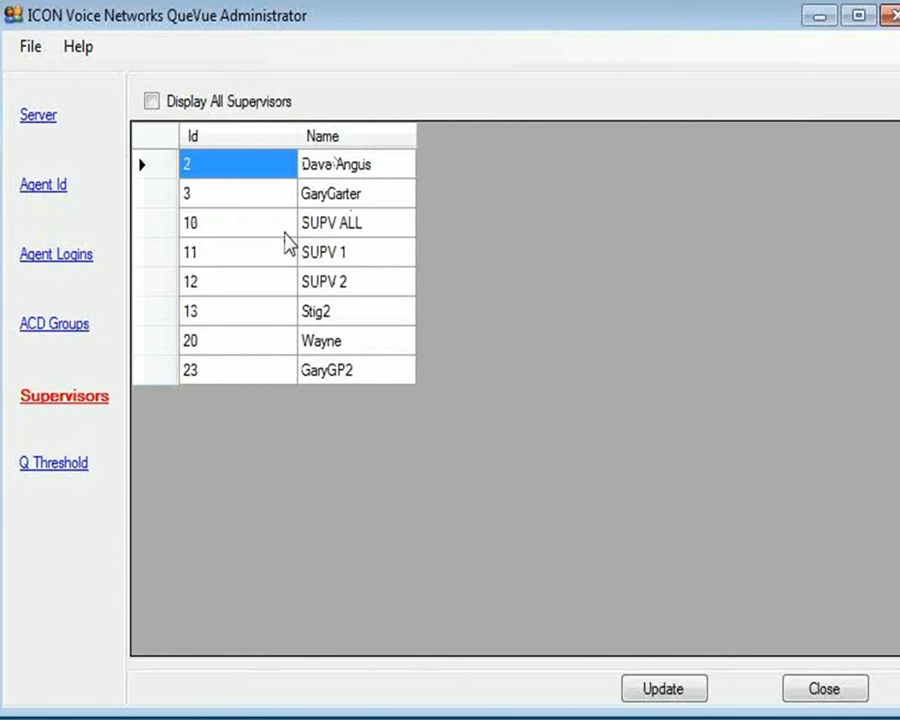 ICON Voice Networks QueVue Administrator
File Help
Server
Agent Id
Agent Logins
ACD Groups
Supervisors
Q Threshold
Display All Supervisors
Id Name
2 Dava Angus
3 GaryGarter
10 SUPV ALL
11 SUPV 1
12 SUPV 2
13 Stig2
20 Wayne
23 GaryGP2
Update Close